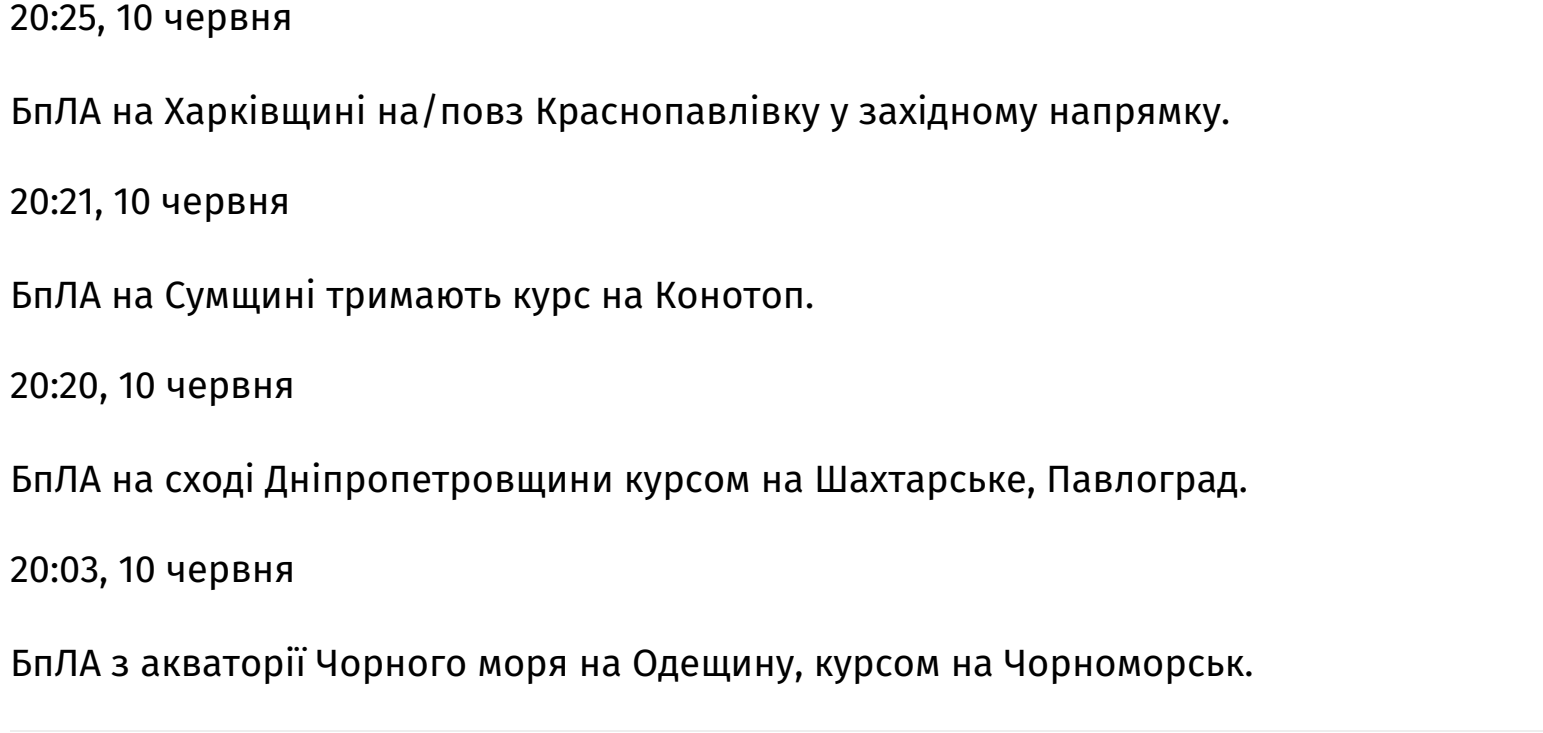 20:25, 10 червня
БпЛА на Харківщині на/повз Краснопавлівку у західному напрямку.
20:21, 10 червня
БпЛА на Сумщині тримають курс на Конотоп.
20:20, 10 червня
БпЛА на сході Дніпропетровщини курсом на Шахтарське, Павлоград.
20:03, 10 червня
БпЛА з акваторії Чорного моря на Одещину, курсом на Чорноморськ.